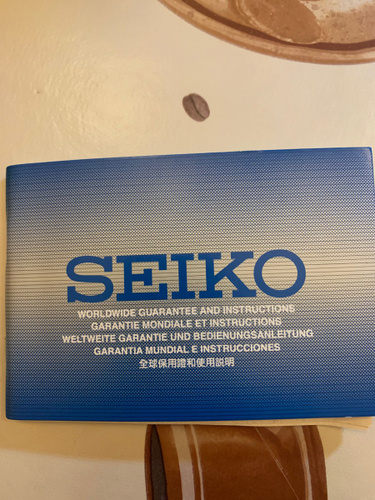 SEIKO
WORLDWIDE GUARANTEE AND INSTRUCTIONS
GARANTIE MONDIALE ET INSTRUCTIONS
WELTWEITE GARANTIE UND BEDIENUNGSANLEITUNG
GARANTIA MUNDIAL E INSTRUCCIONES
全球保用證和使用説明